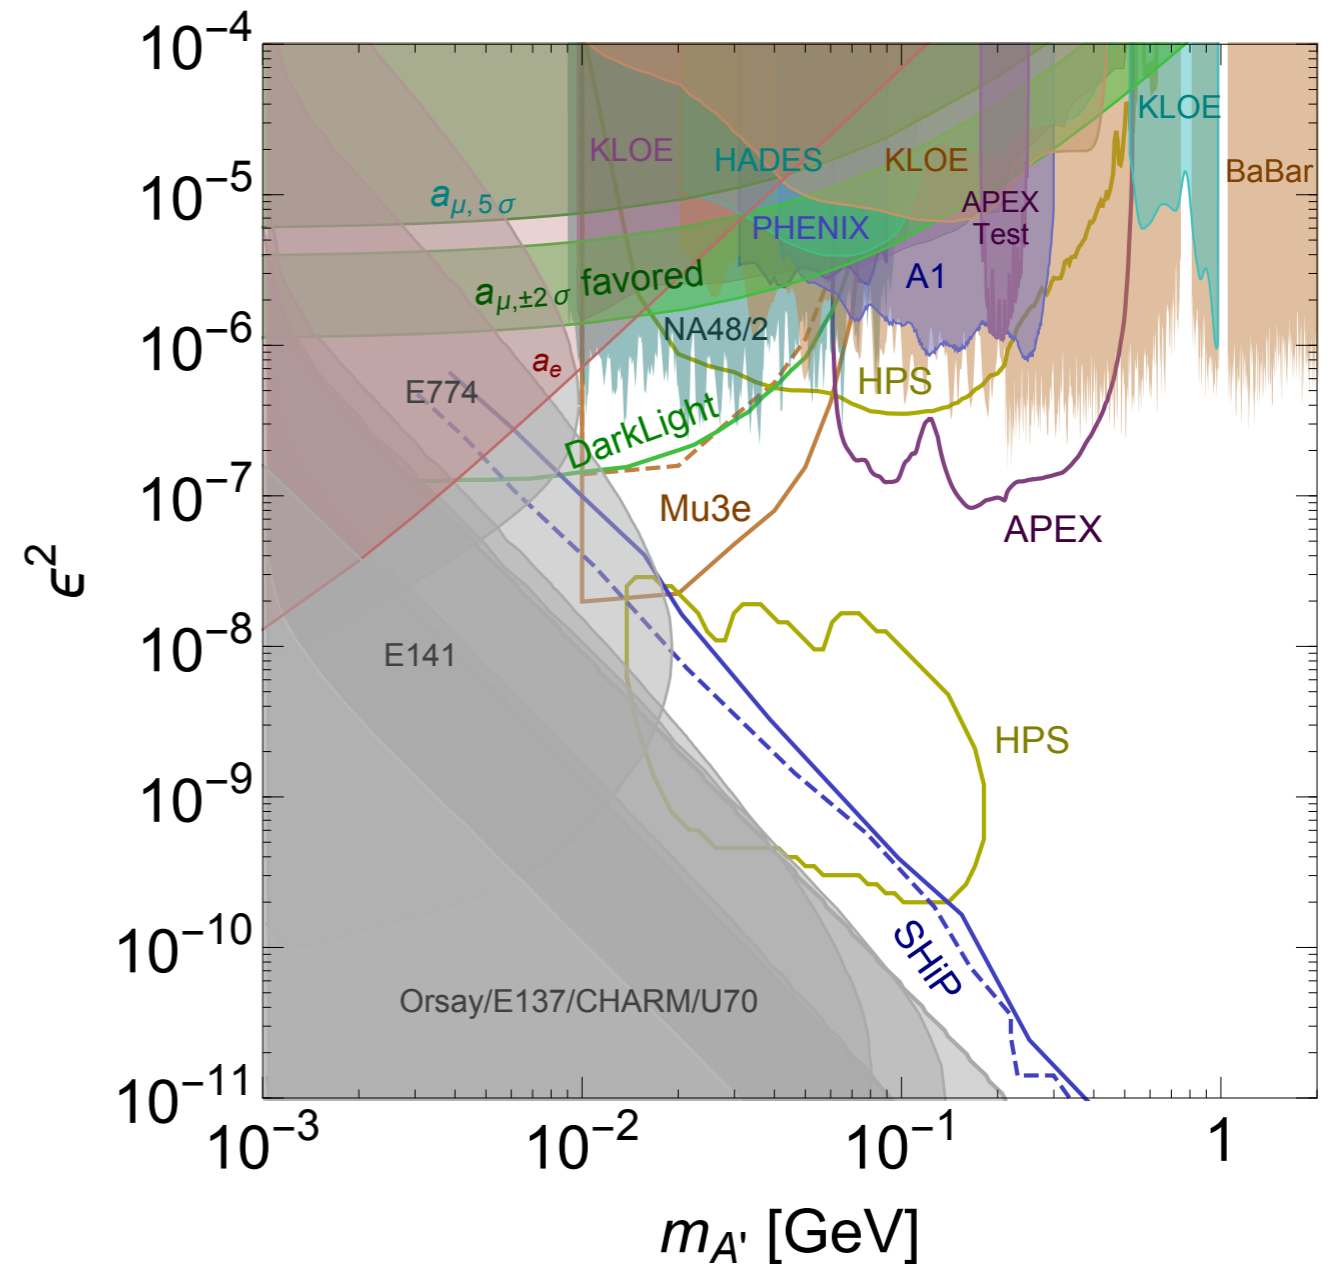 10⁻⁴
10⁻⁵
10⁻⁶
10⁻⁷
10⁻⁸
10⁻⁹
10⁻¹⁰
10⁻¹¹
ϵ²
KLOE
HADES
KLOE
KLOE
BaBar
a_μ, 5 σ
PHENIX
APEX
Test
a_μ,±2 σ favored
A1
NA48/2
a_e
E774
HPS
DarkLight
Mu3e
APEX
E141
HPS
SHiP
Orsay/E137/CHARM/U70
10⁻³
10⁻²
10⁻¹
1
m_A' [GeV]